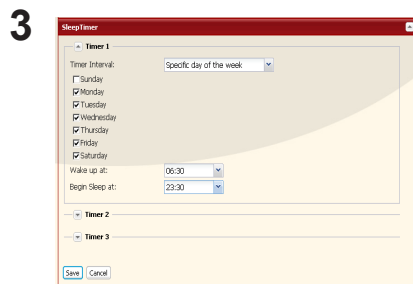 3
SleepTimer
Timer 1
Timer Interval: Specific day of the week
Sunday
Monday
Tuesday
Wednesday
Thursday
Friday
Saturday
Wake up at: 06:30
Begin Sleep at: 23:30
Timer 2
Timer 3
Save Cancel